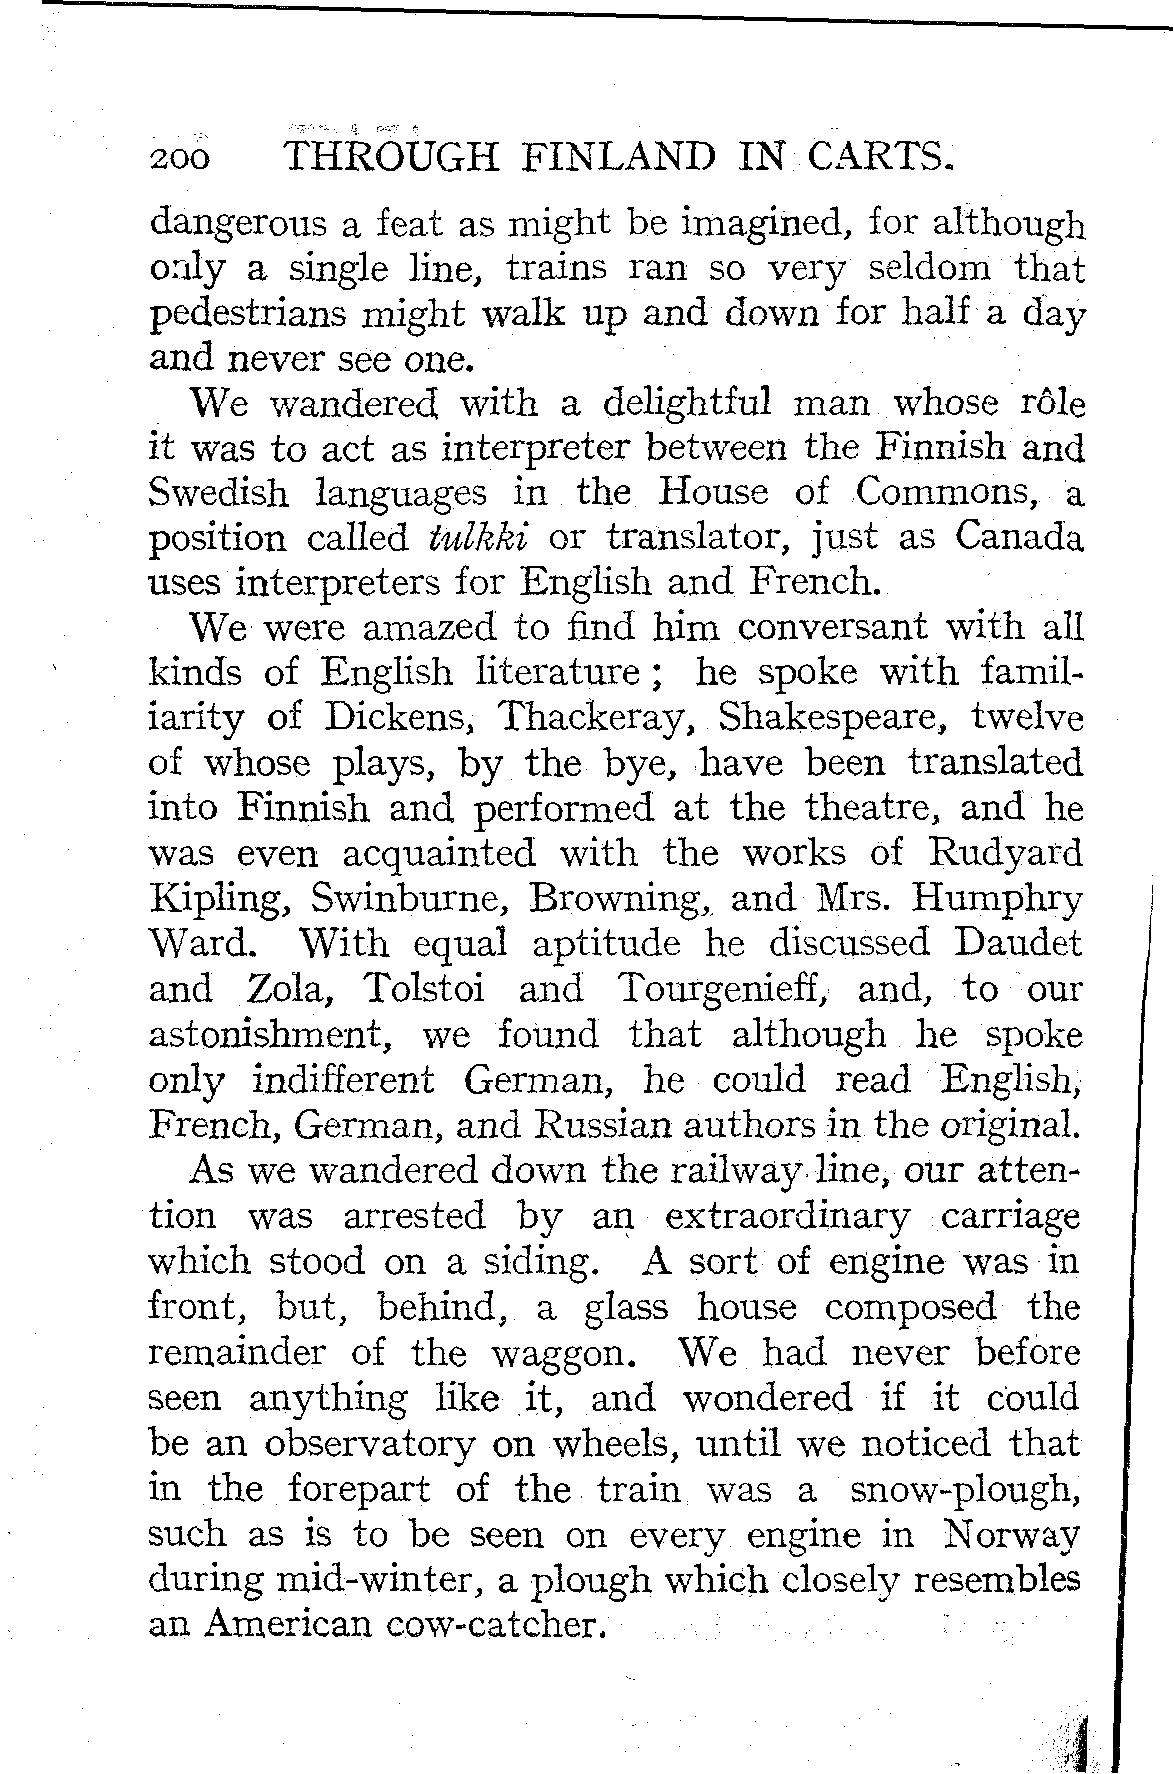 200 THROUGH FINLAND IN CARTS.
dangerous a feat as might be imagined, for although
only a single line, trains ran so very seldom that
pedestrians might walk up and down for half a day
and never see one.
We wandered with a delightful man whose rôle
it was to act as interpreter between the Finnish and
Swedish languages in the House of Commons, a
position called tulkki or translator, just as Canada
uses interpreters for English and French.
We were amazed to find him conversant with all
kinds of English literature ; he spoke with famil-
iarity of Dickens, Thackeray, Shakespeare, twelve
of whose plays, by the bye, have been translated
into Finnish and performed at the theatre, and he
was even acquainted with the works of Rudyard
Kipling, Swinburne, Browning, and Mrs. Humphry
Ward. With equal aptitude he discussed Daudet
and Zola, Tolstoi and Tourgenieff, and, to our
astonishment, we found that although he spoke
only indifferent German, he could read English,
French, German, and Russian authors in the original.
As we wandered down the railway line, our atten-
tion was arrested by an extraordinary carriage
which stood on a siding. A sort of engine was in
front, but, behind, a glass house composed the
remainder of the waggon. We had never before
seen anything like it, and wondered if it could
be an observatory on wheels, until we noticed that
in the forepart of the train was a snow-plough,
such as is to be seen on every engine in Norway
during mid-winter, a plough which closely resembles
an American cow-catcher.